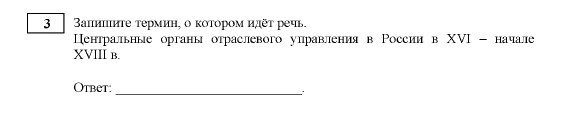 3 Запишите термин, о котором идёт речь.
Центральные органы отраслевого управления в России в XVI – начале
XVIII в.
Ответ: ___________________________.